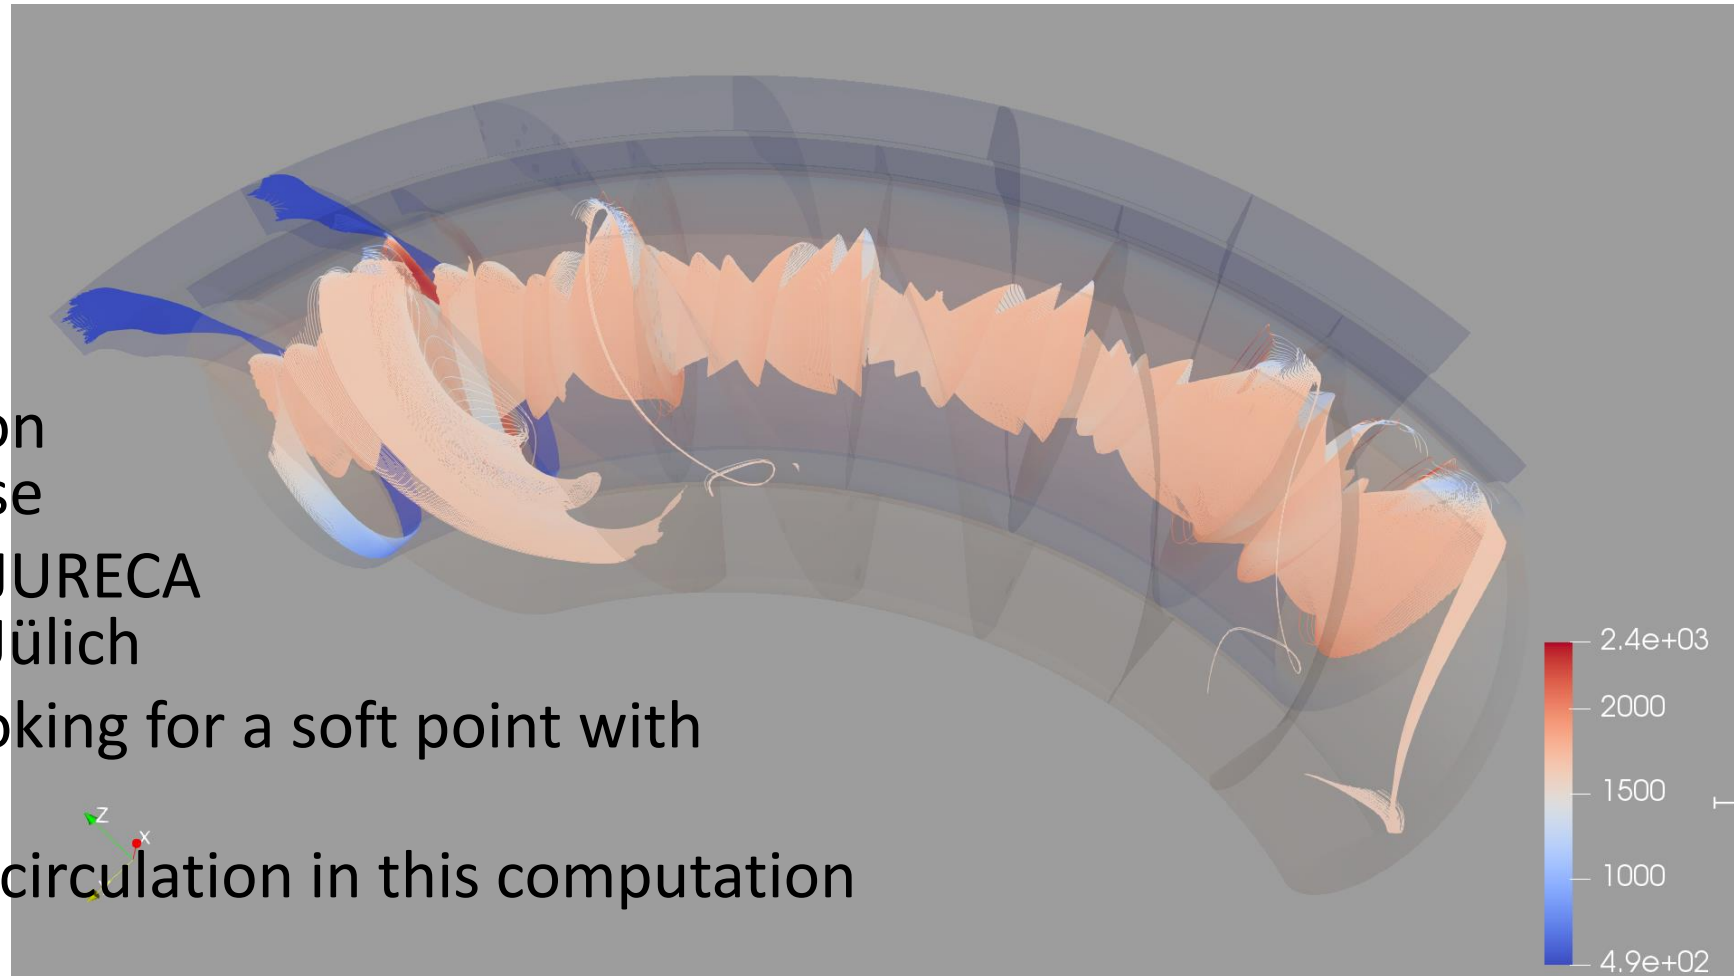 on
se
JURECA
Jülich
oking for a soft point with
circulation in this computation
Z
X
2.4e+03
2000
1500
1000
4.9e+02
T